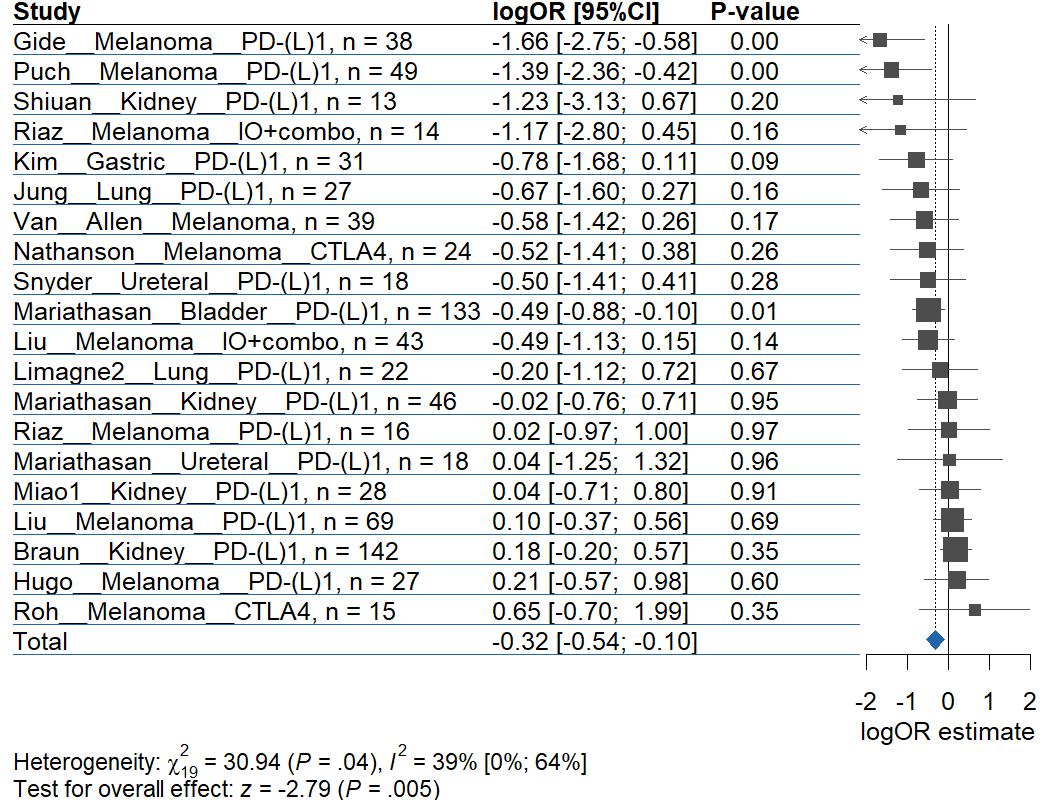 Study logOR [95%CI] P-value
Gide__Melanoma__PD-(L)1, n = 38 -1.66 [-2.75; -0.58] 0.00
Puch__Melanoma__PD-(L)1, n = 49 -1.39 [-2.36; -0.42] 0.00
Shiuan__Kidney__PD-(L)1, n = 13 -1.23 [-3.13; 0.67] 0.20
Riaz__Melanoma__IO+combo, n = 14 -1.17 [-2.80; 0.45] 0.16
Kim__Gastric__PD-(L)1, n = 31 -0.78 [-1.68; 0.11] 0.09
Jung__Lung__PD-(L)1, n = 27 -0.67 [-1.60; 0.27] 0.16
Van__Allen__Melanoma, n = 39 -0.58 [-1.42; 0.26] 0.17
Nathanson__Melanoma__CTLA4, n = 24 -0.52 [-1.41; 0.38] 0.26
Snyder__Ureteral__PD-(L)1, n = 18 -0.50 [-1.41; 0.41] 0.28
Mariathasan__Bladder__PD-(L)1, n = 133 -0.49 [-0.88; -0.10] 0.01
Liu__Melanoma__IO+combo, n = 43 -0.49 [-1.13; 0.15] 0.14
Limagne2__Lung__PD-(L)1, n = 22 -0.20 [-1.12; 0.72] 0.67
Mariathasan__Kidney__PD-(L)1, n = 46 -0.02 [-0.76; 0.71] 0.95
Riaz__Melanoma__PD-(L)1, n = 16 0.02 [-0.97; 1.00] 0.97
Mariathasan__Ureteral__PD-(L)1, n = 18 0.04 [-1.25; 1.32] 0.96
Miao1__Kidney__PD-(L)1, n = 28 0.04 [-0.71; 0.80] 0.91
Liu__Melanoma__PD-(L)1, n = 69 0.10 [-0.37; 0.56] 0.69
Braun__Kidney__PD-(L)1, n = 142 0.18 [-0.20; 0.57] 0.35
Hugo__Melanoma__PD-(L)1, n = 27 0.21 [-0.57; 0.98] 0.60
Roh__Melanoma__CTLA4, n = 15 0.65 [-0.70; 1.99] 0.35
Total -0.32 [-0.54; -0.10]
-2 -1 0 1 2
logOR estimate
Heterogeneity: χ²₁₉ = 30.94 (P = .04), I² = 39% [0%; 64%]
Test for overall effect: z = -2.79 (P = .005)